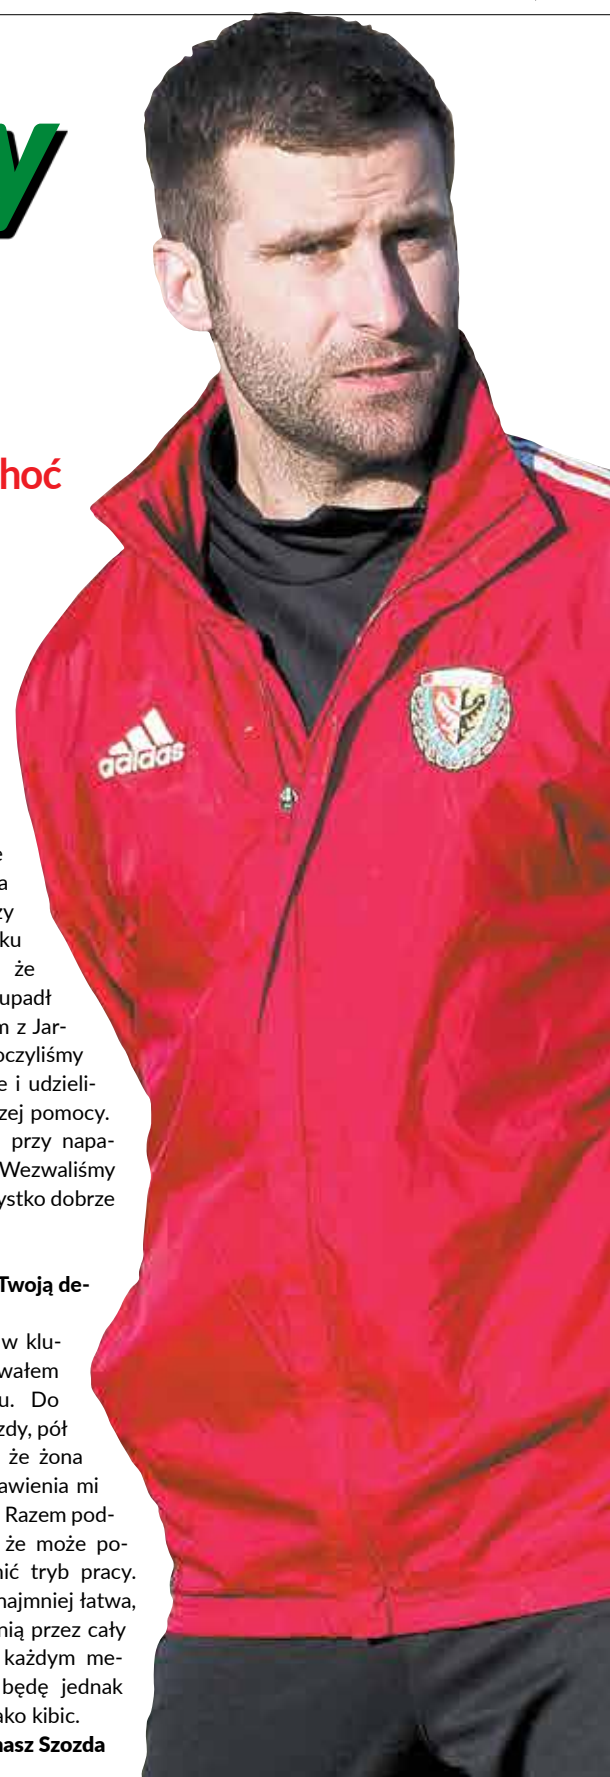 y
hoć
adidas
e
a
zy
ku
że
upadł
m z Jar-
oczyliśmy
e i udzieli-
zej pomocy.
przy napa-
Wezwaliśmy
ystko dobrze
Twoją de-
w klu-
wałem
u. Do
zdy, pół
że żona
awienia mi
Razem pod-
że może po-
nić tryb pracy.
najmniej łatwa,
nią przez cały
każdym me-
będę jednak
ako kibic.
nasz Szozda